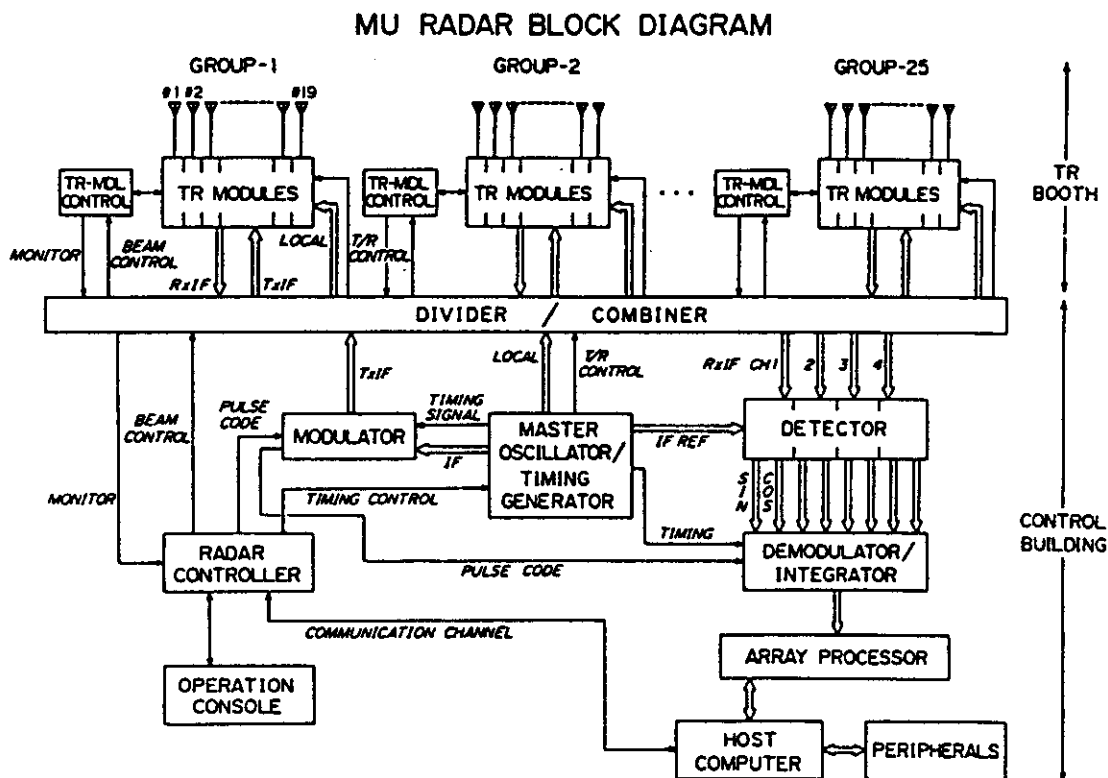 MU RADAR BLOCK DIAGRAM
GROUP-1
GROUP-2
GROUP-25
#1 #2
#19
TR-MDL
CONTROL
TR MODULES
TR-MDL
CONTROL
TR MODULES
...
TR-MDL
CONTROL
TR MODULES
TR
BOOTH
MONITOR
BEAM
CONTROL
RxIF
TxIF
LOCAL
T/R
CONTROL
DIVIDER / COMBINER
TxIF
LOCAL
T/R
CONTROL
RxIF CH1
2
3
4
PULSE
CODE
TIMING
SIGNAL
BEAM
CONTROL
MODULATOR
IF
MASTER
OSCILLATOR/
TIMING
GENERATOR
IF REF
DETECTOR
MONITOR
TIMING CONTROL
SIN
COS
TIMING
CONTROL
BUILDING
RADAR
CONTROLLER
PULSE CODE
DEMODULATOR/
INTEGRATOR
COMMUNICATION CHANNEL
ARRAY PROCESSOR
OPERATION
CONSOLE
HOST
COMPUTER
PERIPHERALS